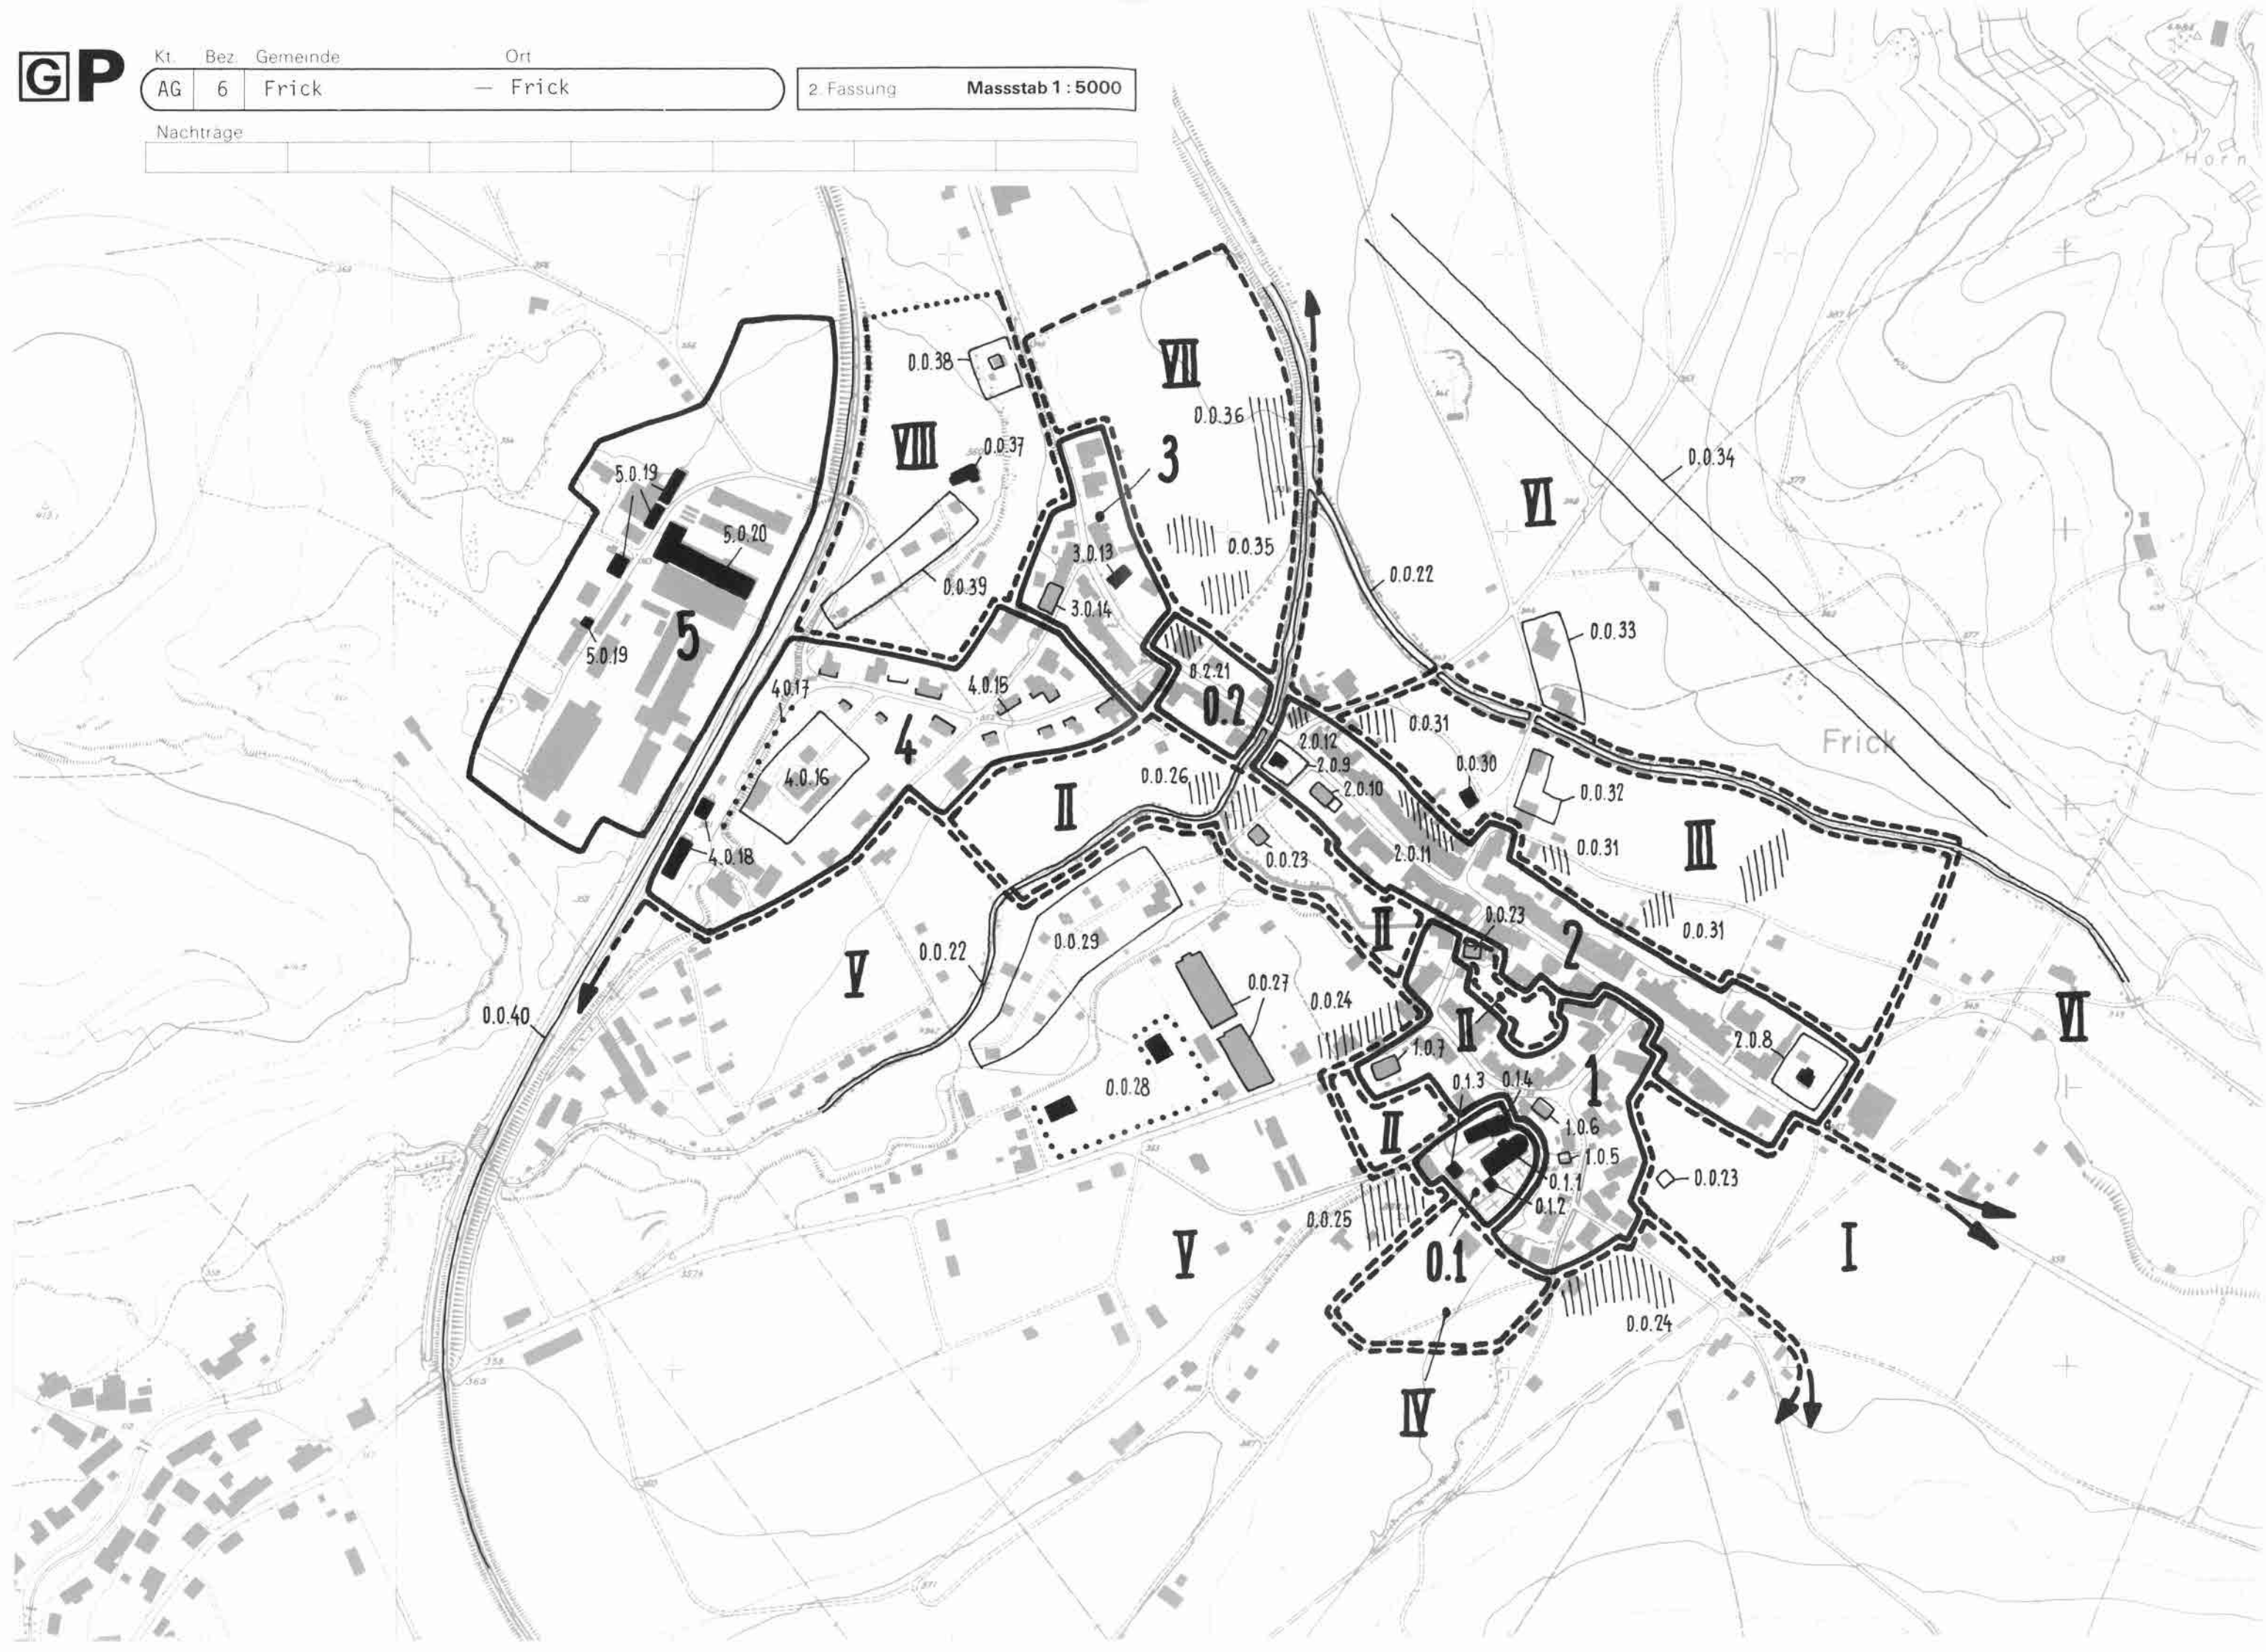 GP
Kt. Bez. Gemeinde Ort
AG 6 Frick — Frick
2. Fassung Massstab 1 : 5000
Nachträge
Horn
VII
0.0.38
0.0.36
VIII
0.0.37
3
0.0.34
5.0.19
VI
5.0.20
3.0.13
0.0.35
0.0.22
0.0.39
3.0.14
5
0.0.33
5.0.19
0.2.21
4.0.17
4.0.15
0.2
0.0.31
Frick
4
2.0.12
2.0.9
0.0.30
4.0.16
0.0.26
2.0.10
0.0.32
II
0.0.31
III
4.0.18
0.0.23
2.0.11
II
0.0.23
0.0.31
2
0.0.29
0.0.22
V
0.0.27
0.0.24
0.0.40
VI
II
2.0.8
1.0.7
1
0.0.28
0.1.3
0.1.4
II
1.0.6
1.0.5
0.1.1
0.0.23
0.1.2
0.0.25
V
0.1
I
0.0.24
IV